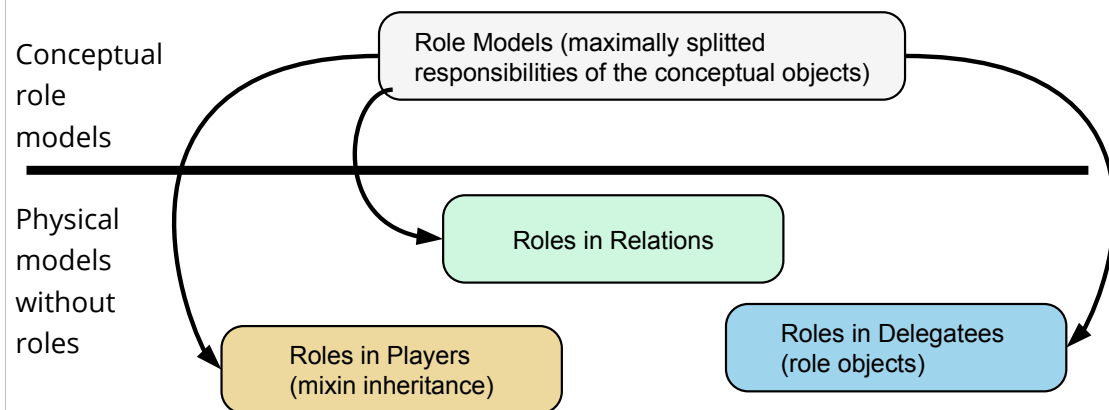 Conceptual
role
models
Role Models (maximally splitted
responsibilities of the conceptual objects)
Physical
models
without
roles
Roles in Relations
Roles in Players
(mixin inheritance)
Roles in Delegatees
(role objects)